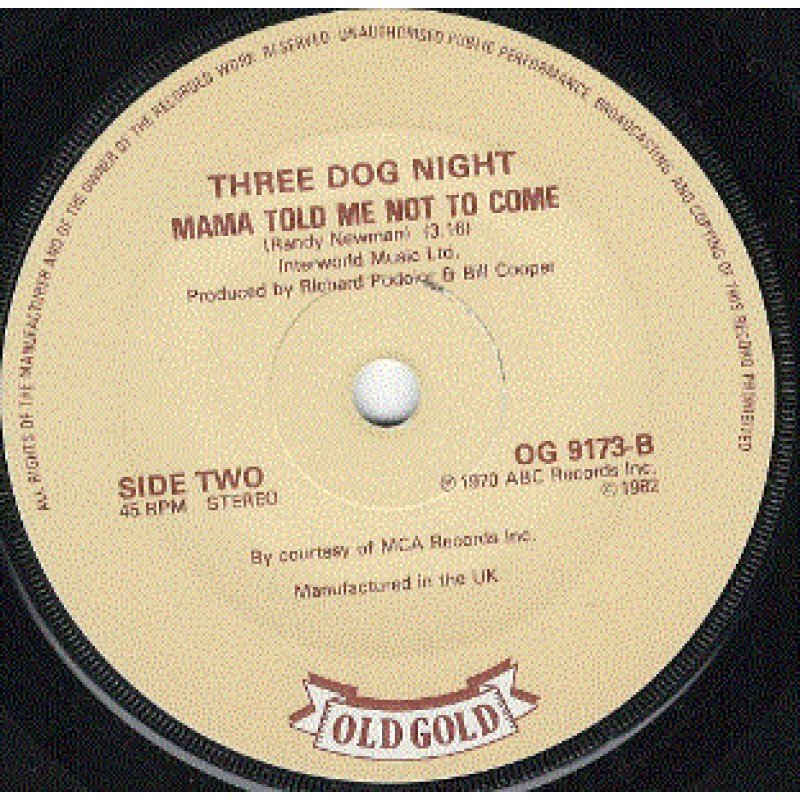 ALL RIGHTS OF THE MANUFACTURER AND OF THE OWNER OF THE RECORDED WORK RESERVED. UNAUTHORISED PUBLIC PERFORMANCE, BROADCASTING AND COPYING OF THIS RECORD PROHIBITED
THREE DOG NIGHT
MAMA TOLD ME NOT TO COME
(Randy Newman) (3.16)
Interworld Music Ltd.
Produced by Richard Podolor & Bill Cooper
SIDE TWO
45 RPM STEREO
OG 9173-B
℗ 1970 ABC Records Inc.
© 1982
By courtesy of MCA Records Inc.
Manufactured in the UK
OLD GOLD